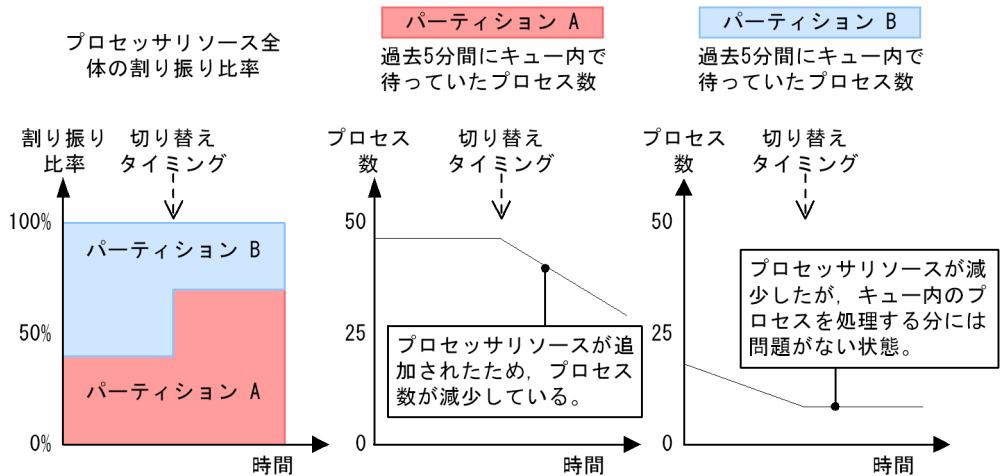 プロセッサリソース全
体の割り振り比率
割り振り
比率
切り替え
タイミング
100%
50%
0%
パーティション B
パーティション A
時間
パーティション A
過去5分間にキュー内で
待っていたプロセス数
プロセス
数
切り替え
タイミング
50
25
0
プロセッサリソースが追
加されたため，プロセス
数が減少している。
時間
パーティション B
過去5分間にキュー内で
待っていたプロセス数
プロセス
数
切り替え
タイミング
50
25
0
プロセッサリソースが減
少したが，キュー内のプ
ロセスを処理する分には
問題がない状態。
時間